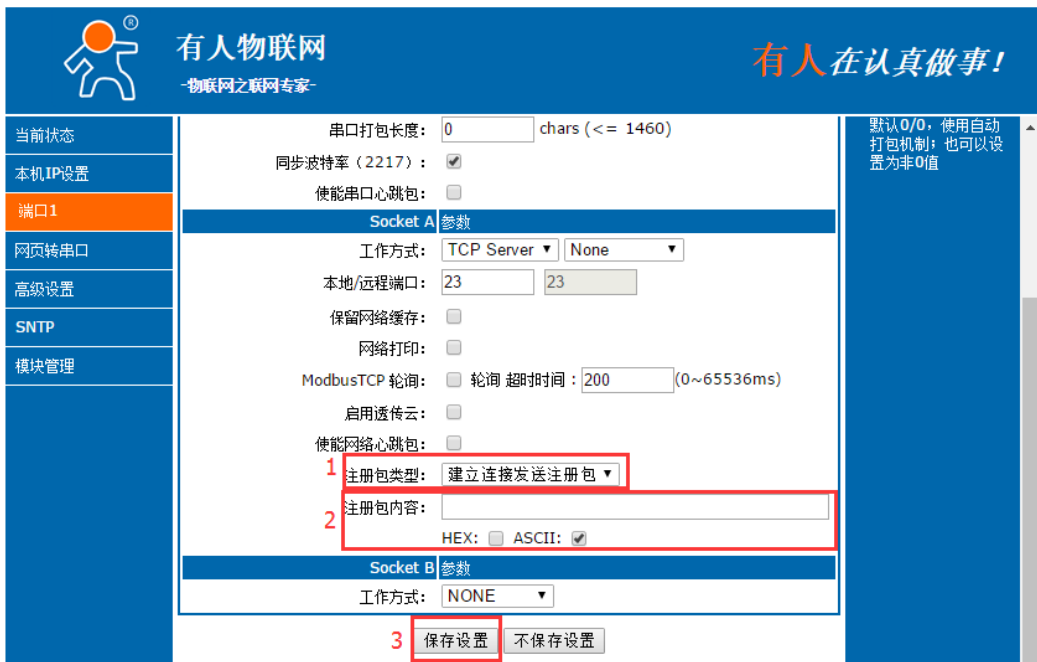 ®
有人物联网
-物联网之联网专家-
有人在认真做事!
当前状态
本机IP设置
端口1
网页转串口
高级设置
SNTP
模块管理
串口打包长度: 0 chars (<= 1460)
同步波特率（2217）:
使能串口心跳包:
Socket A 参数
工作方式: TCP Server ▼ None ▼
本地/远程端口: 23 23
保留网络缓存:
网络打印:
ModbusTCP 轮询: 轮询 超时时间 : 200 (0~65536ms)
启用透传云:
使能网络心跳包:
1 注册包类型: 建立连接发送注册包 ▼
2 注册包内容:
HEX: ASCII:
Socket B 参数
工作方式: NONE ▼
3 保存设置 不保存设置
默认0/0，使用自动
打包机制；也可以设
置为非0值